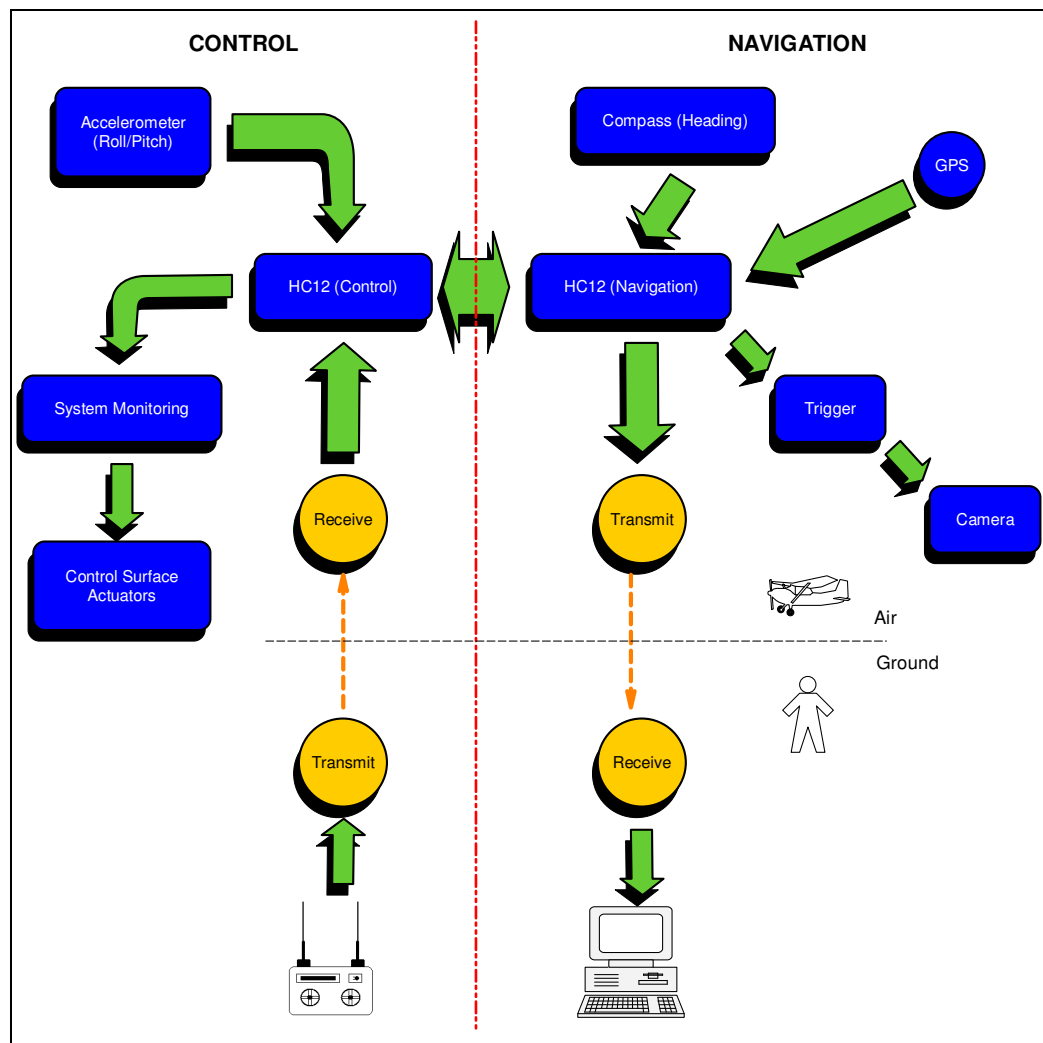 CONTROL
NAVIGATION
Accelerometer
(Roll/Pitch)
Compass (Heading)
GPS
HC12 (Control)
HC12 (Navigation)
System Monitoring
Trigger
Receive
Transmit
Camera
Control Surface
Actuators
Air
Ground
Transmit
Receive